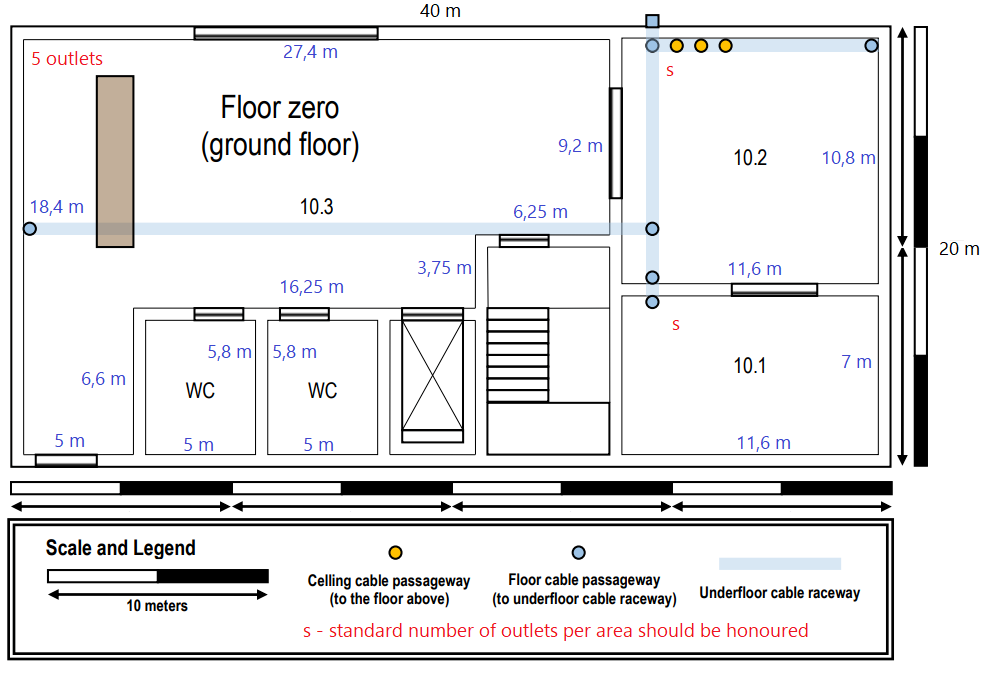 40 m
27,4 m
5 outlets
s
Floor zero
(ground floor)
9,2 m
10.2
10,8 m
18,4 m
10.3
6,25 m
20 m
3,75 m
11,6 m
16,25 m
s
5,8 m
5,8 m
10.1
7 m
6,6 m
WC
WC
5 m
5 m
5 m
11,6 m
Scale and Legend
10 meters
Celling cable passageway
(to the floor above)
Floor cable passageway
(to underfloor cable raceway)
Underfloor cable raceway
s - standard number of outlets per area should be honoured